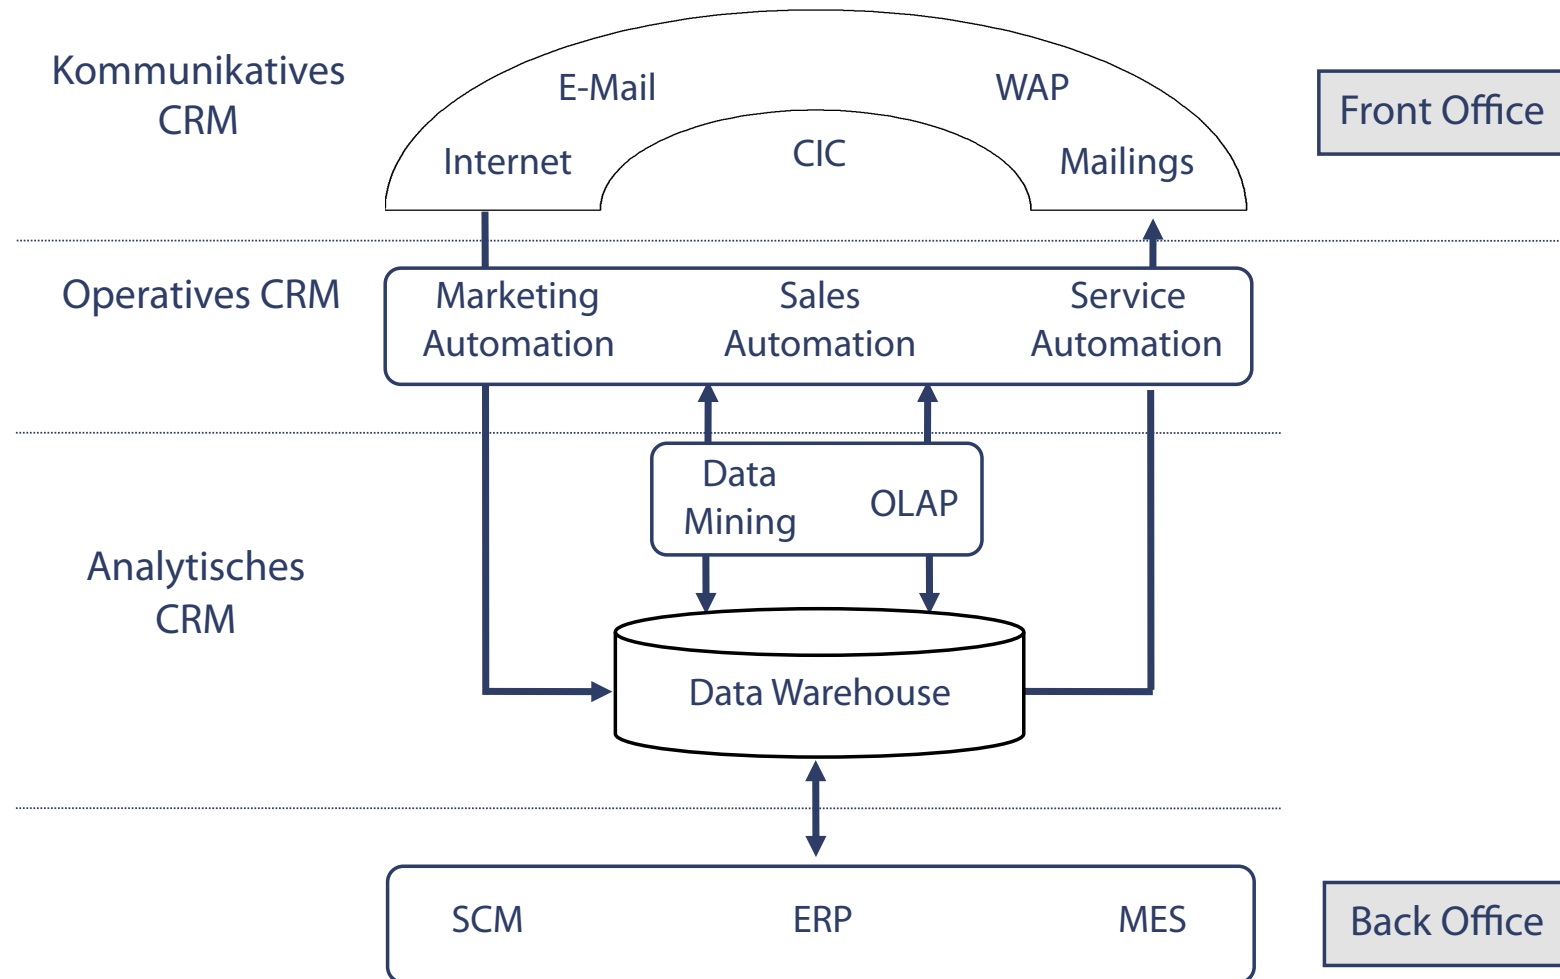 Kommunikatives
CRM
E-Mail
WAP
Internet
CIC
Mailings
Front Office
Operatives CRM
Marketing
Automation
Sales
Automation
Service
Automation
Analytisches
CRM
Data
Mining
OLAP
Data Warehouse
SCM
ERP
MES
Back Office